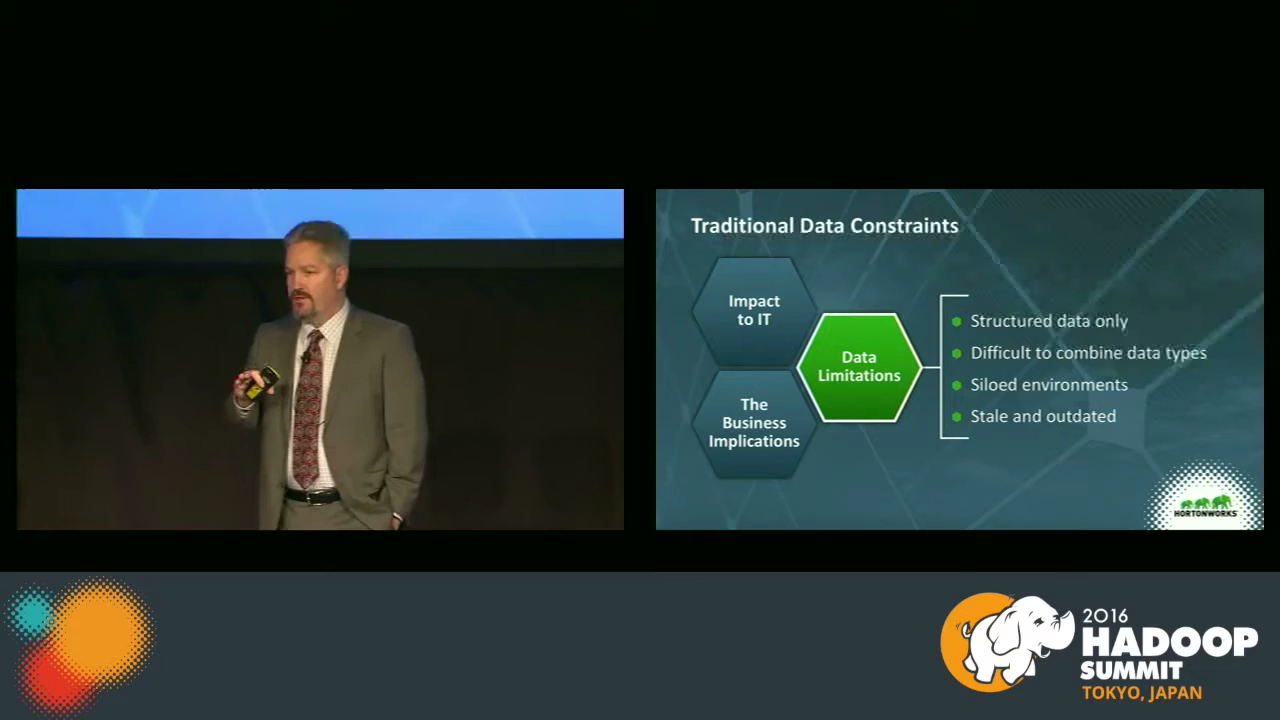 Traditional Data Constraints
Impact
to IT
Data
Limitations
The
Business
Implications
Structured data only
Difficult to combine data types
Siloed environments
Stale and outdated
HORTONWORKS
2016
HADOOP
SUMMIT
TOKYO, JAPAN